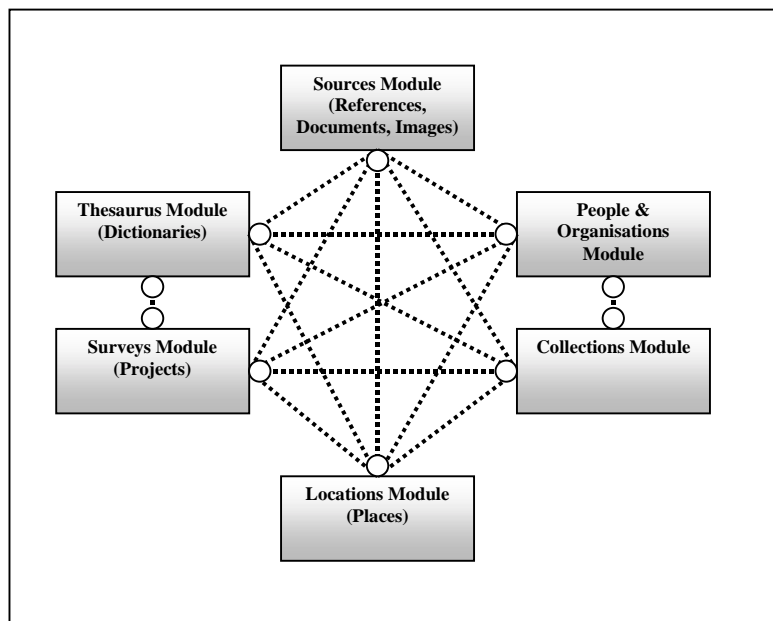 Sources Module
(References,
Documents, Images)
Thesaurus Module
(Dictionaries)
People &
Organisations
Module
Surveys Module
(Projects)
Collections Module
Locations Module
(Places)